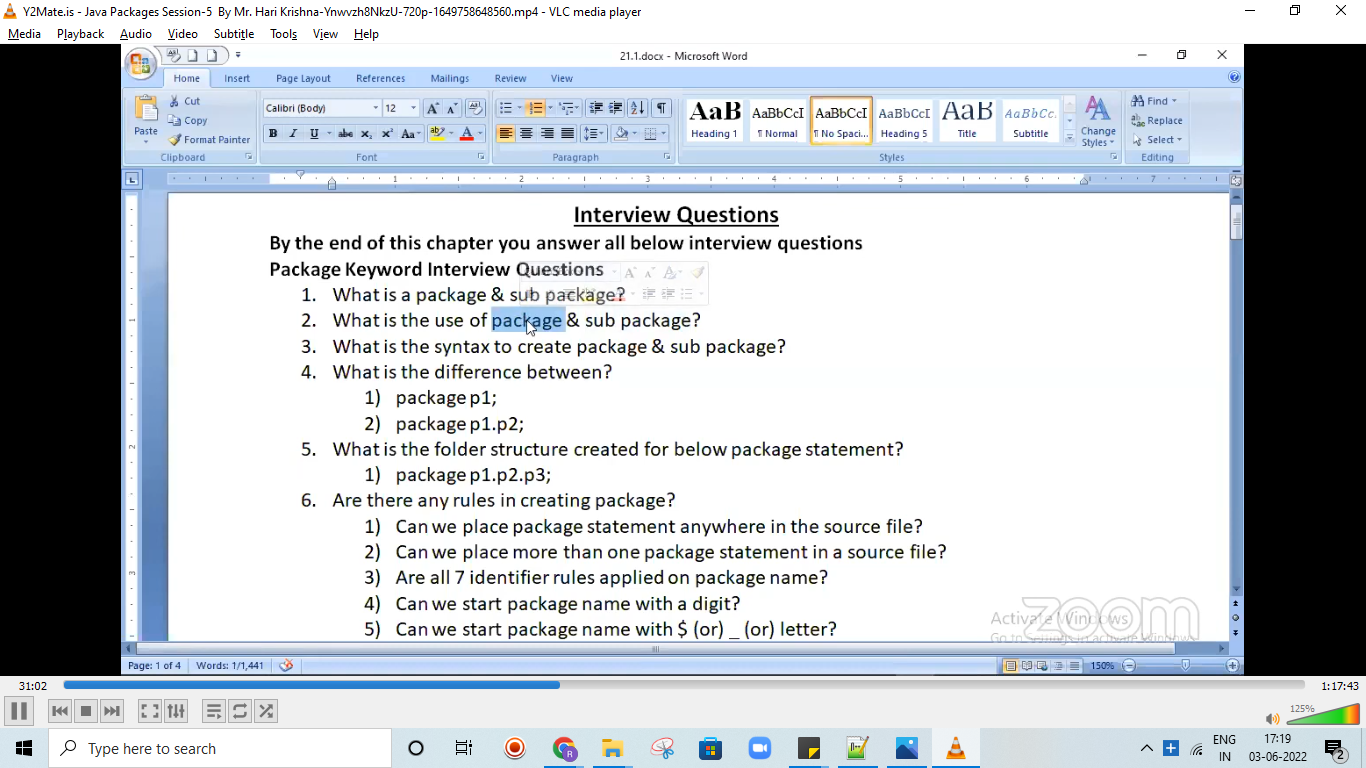 Y2Mate.is - Java Packages Session-5 By Mr. Hari Krishna-Ynwvzh8NkzU-720p-1649758648560.mp4 - VLC media player
Media Playback Audio Video Subtitle Tools View Help
21.1.docx - Microsoft Word
Home Insert Page Layout References Mailings Review View
Cut
Copy
Format Painter
Paste
Clipboard
Calibri (Body) 12
B I U abc x₂ x² Aa
Font
Paragraph
AaB AaBbCcI AaBbCcI AaBbCcI AaB AaBbCc.
Heading 1 ¶ Normal ¶ No Spaci... Heading 5 Title Subtitle
Change Styles
Styles
Find
Replace
Select
Editing
1 2 3 4 5 6 7
Interview Questions
By the end of this chapter you answer all below interview questions
Package Keyword Interview Questions
1. What is a package & sub package?
2. What is the use of package & sub package?
3. What is the syntax to create package & sub package?
4. What is the difference between?
1) package p1;
2) package p1.p2;
5. What is the folder structure created for below package statement?
1) package p1.p2.p3;
6. Are there any rules in creating package?
1) Can we place package statement anywhere in the source file?
2) Can we place more than one package statement in a source file?
3) Are all 7 identifier rules applied on package name?
4) Can we start package name with a digit?
5) Can we start package name with $ (or) _ (or) letter?
zoom
Activate Windows
Go to Settings to activate Windows.
Page: 1 of 4 Words: 1/1,441 150%
31:02 1:17:43
125%
Type here to search
ENG
IN
17:19
03-06-2022
2